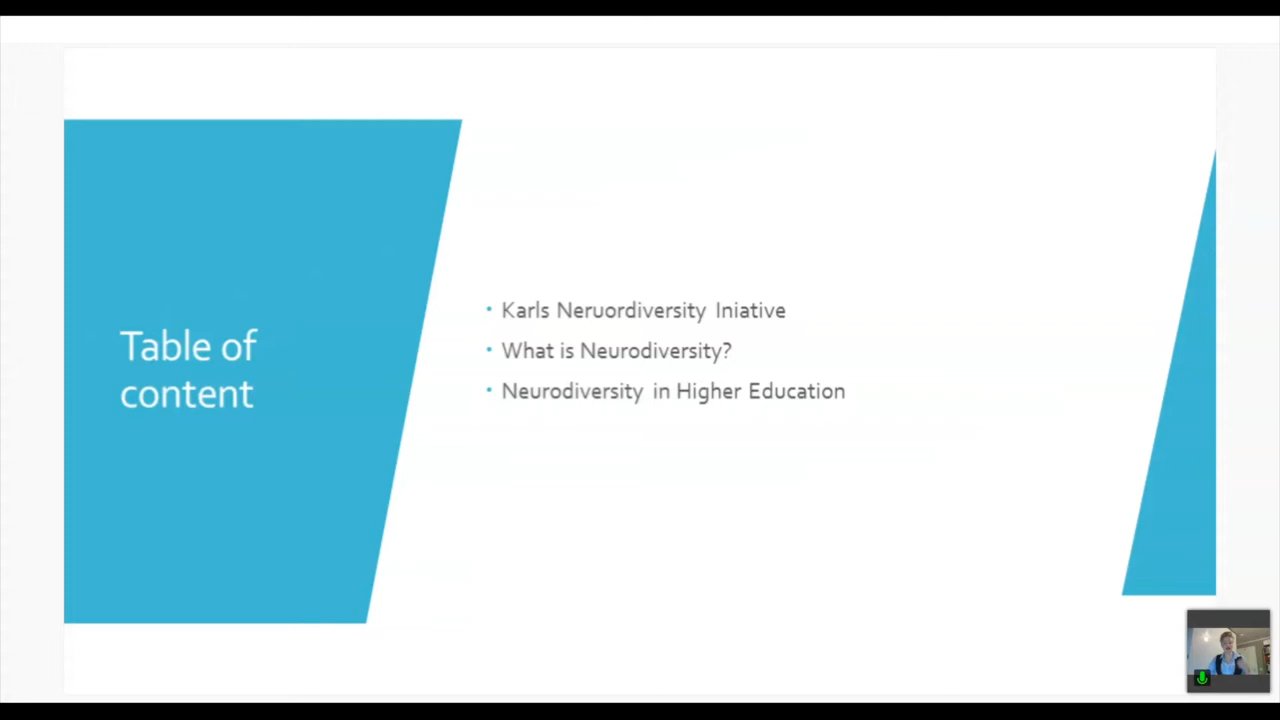 Table of
content
• Karls Neruordiversity Iniative
• What is Neurodiversity?
• Neurodiversity in Higher Education